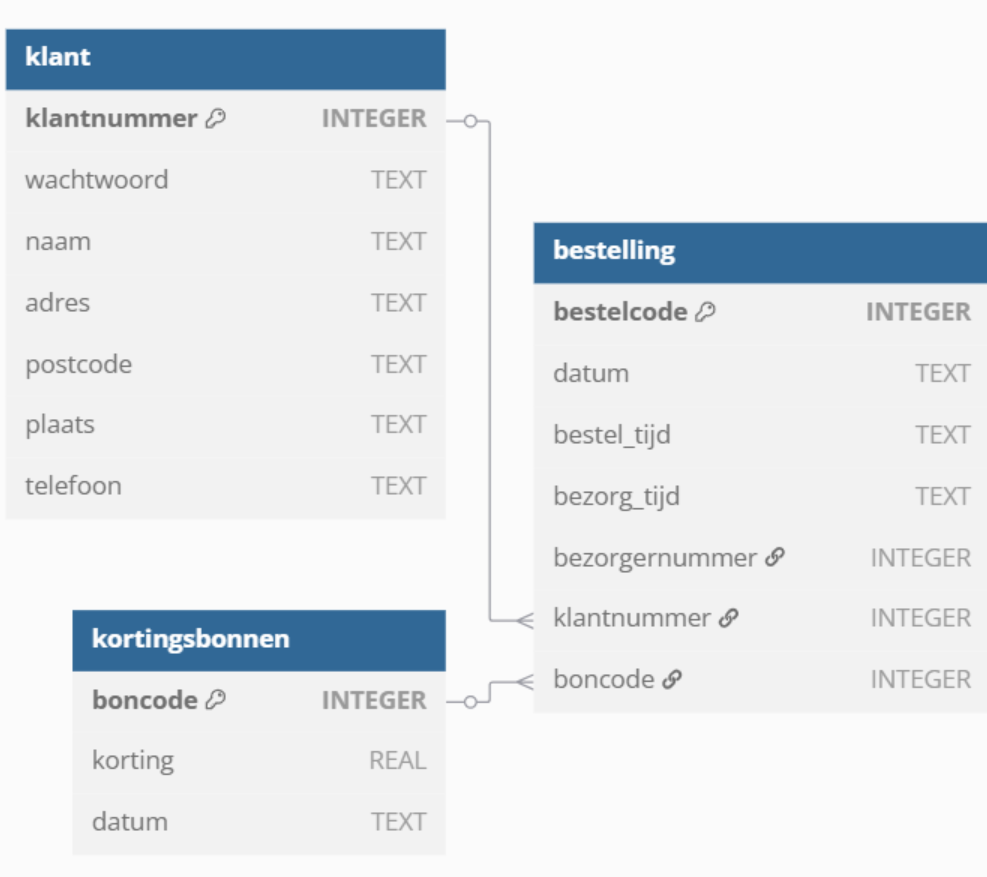 klant
klantnummer INTEGER
wachtwoord TEXT
naam TEXT
adres TEXT
postcode TEXT
plaats TEXT
telefoon TEXT
bestelling
bestelcode INTEGER
datum TEXT
bestel_tijd TEXT
bezorg_tijd TEXT
bezorgernummer INTEGER
klantnummer INTEGER
boncode INTEGER
kortingsbonnen
boncode INTEGER
korting REAL
datum TEXT